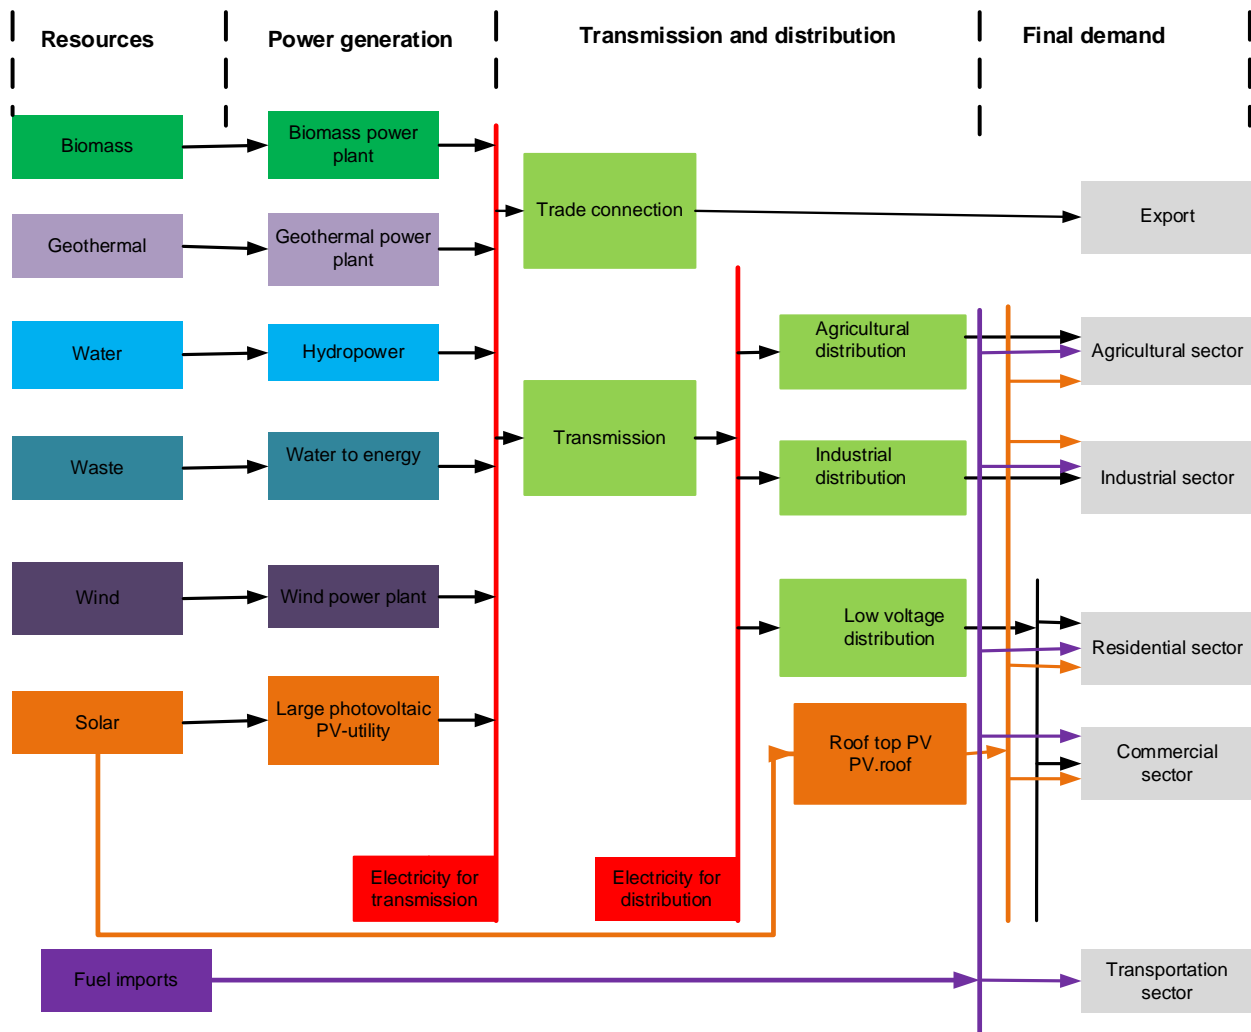 Resources
Power generation
Transmission and distribution
Final demand
Biomass
Biomass power
plant
Trade connection
Export
Geothermal
Geothermal power
plant
Water
Hydropower
Agricultural
distribution
Agricultural sector
Waste
Water to energy
Transmission
Industrial
distribution
Industrial sector
Wind
Wind power plant
Low voltage
distribution
Residential sector
Solar
Large photovoltaic
PV-utility
Roof top PV
PV.roof
Commercial
sector
Electricity for
transmission
Electricity for
distribution
Fuel imports
Transportation
sector